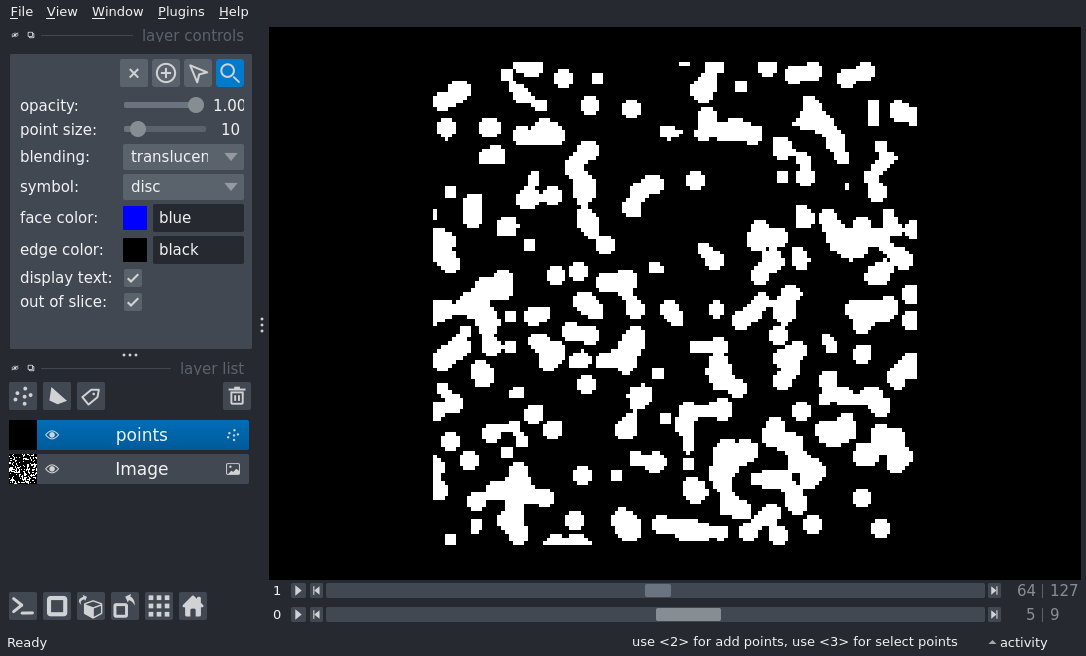 File View Window Plugins Help
layer controls
opacity: 1.00
point size: 10
blending: translucen
symbol: disc
face color: blue
edge color: black
display text:
out of slice:
layer list
points
Image
1 64 | 127
0 5 | 9
Ready use <2> for add points, use <3> for select points activity